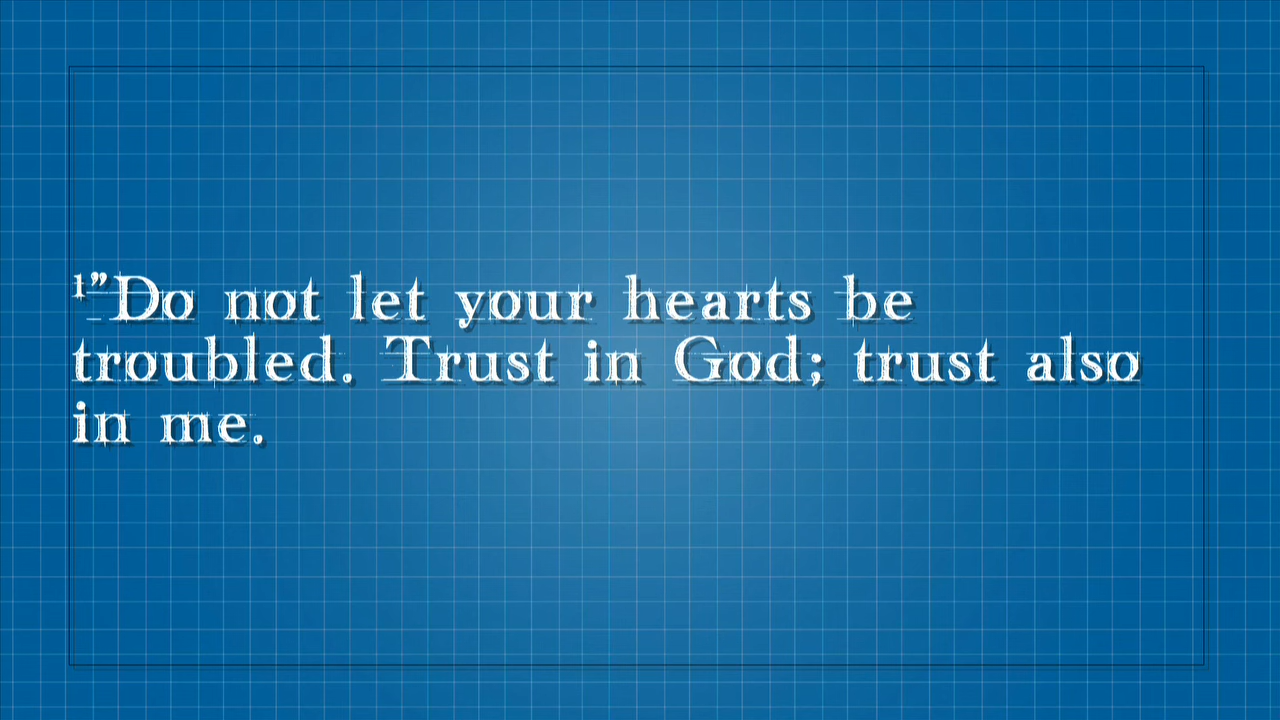 ¹”Do not let your hearts be
troubled. Trust in God; trust also
in me.